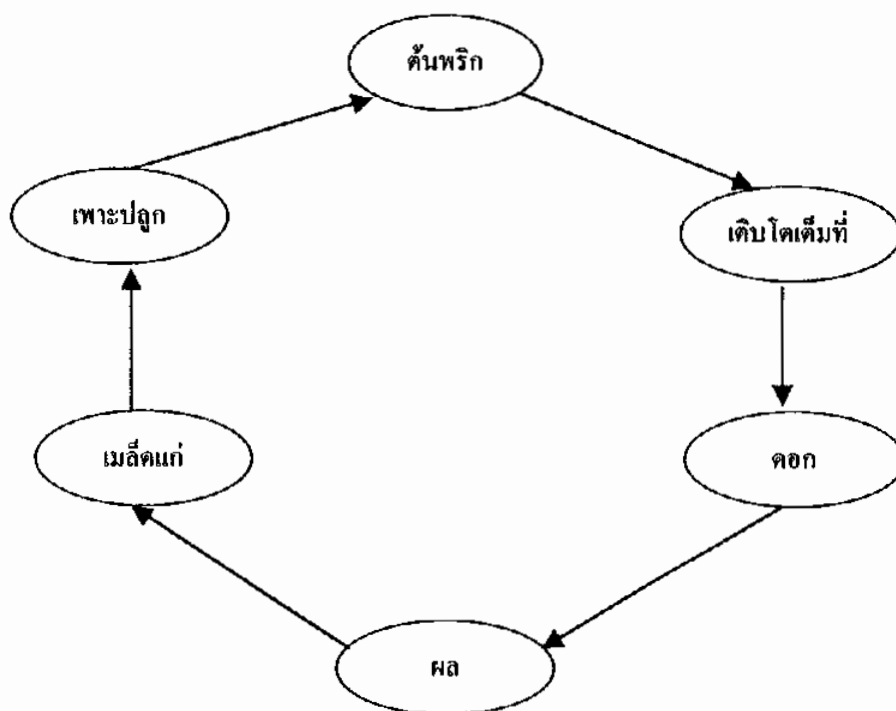 ต้นพริก
เติบโตเต็มที่
ดอก
ผล
เมล็ดแก่
เพาะปลูก